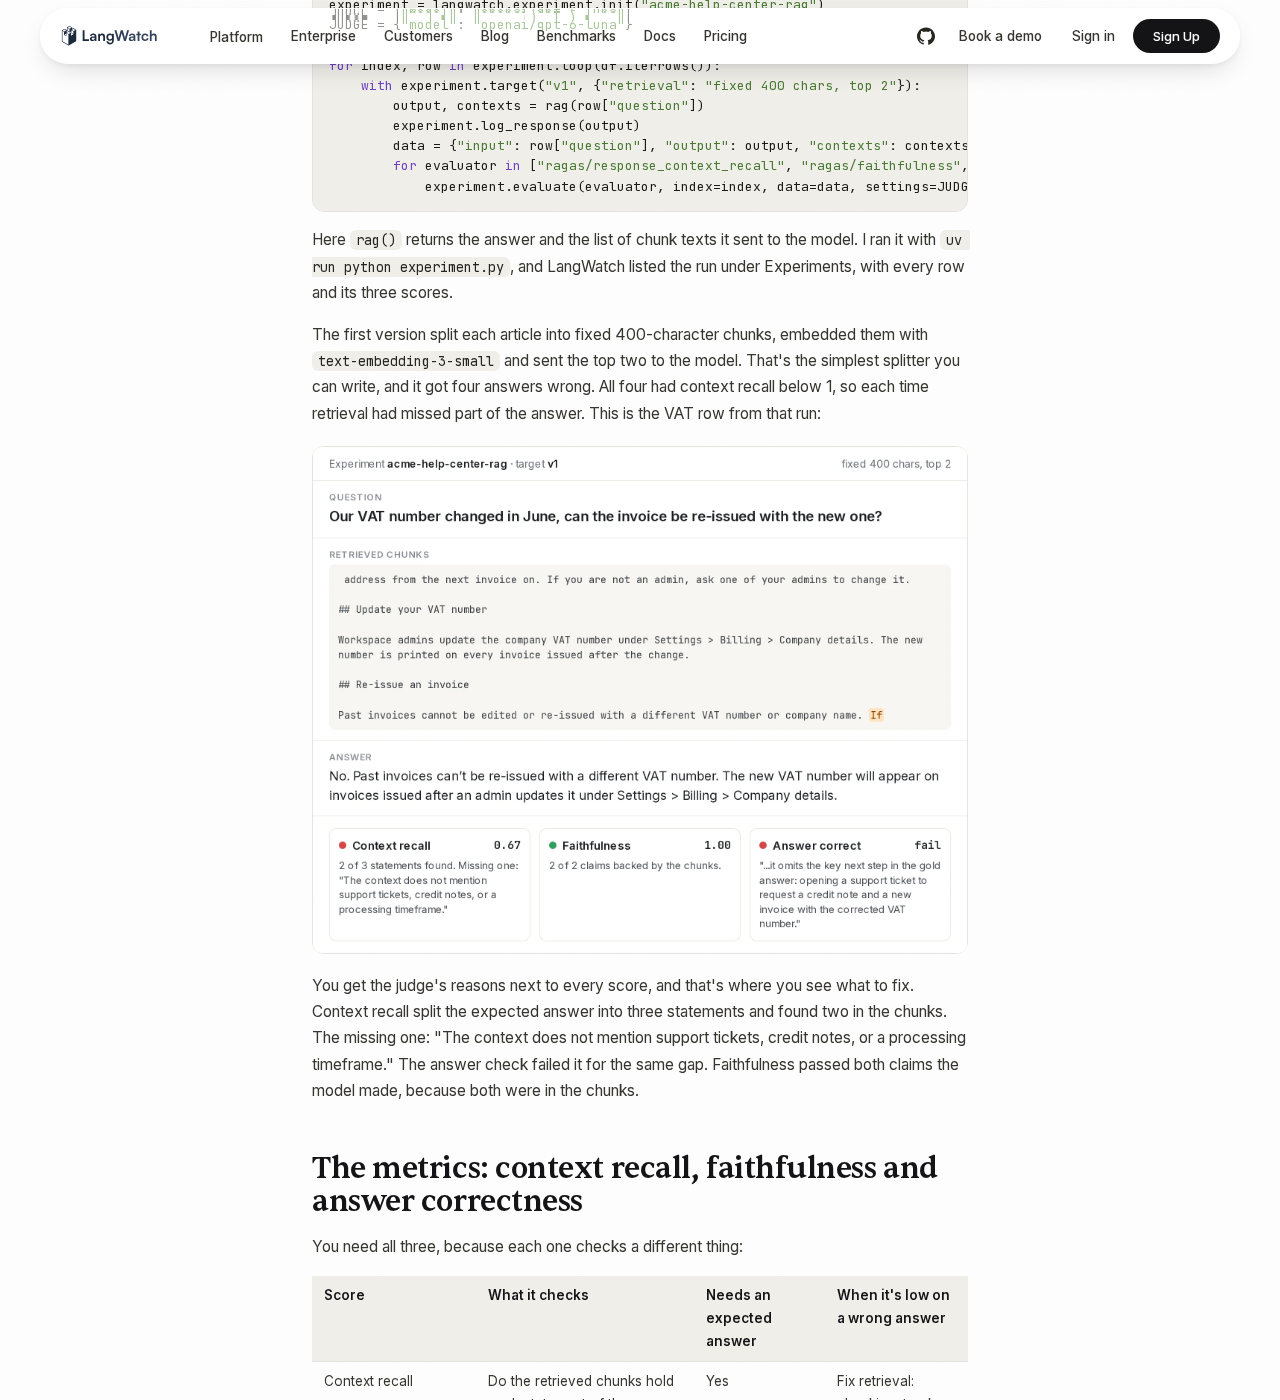 experiment = langwatch.experiment.init("acme-help-center-rag")
JUDGE = {"model": "openai/gpt-6-luna"}
LangWatch
Platform
Enterprise
Customers
Blog
Benchmarks
Docs
Pricing
Book a demo
Sign in
Sign Up
for index, row in experiment.loop(df.iterrows()):
with experiment.target("v1", {"retrieval": "fixed 400 chars, top 2"}):
output, contexts = rag(row["question"])
experiment.log_response(output)
data = {"input": row["question"], "output": output, "contexts": contexts
for evaluator in ["ragas/response_context_recall", "ragas/faithfulness",
experiment.evaluate(evaluator, index=index, data=data, settings=JUDG
Here rag() returns the answer and the list of chunk texts it sent to the model. I ran it with uv
run python experiment.py, and LangWatch listed the run under Experiments, with every row
and its three scores.
The first version split each article into fixed 400-character chunks, embedded them with
text-embedding-3-small and sent the top two to the model. That's the simplest splitter you
can write, and it got four answers wrong. All four had context recall below 1, so each time
retrieval had missed part of the answer. This is the VAT row from that run:
Experiment acme-help-center-rag · target v1
fixed 400 chars, top 2
QUESTION
Our VAT number changed in June, can the invoice be re-issued with the new one?
RETRIEVED CHUNKS
address from the next invoice on. If you are not an admin, ask one of your admins to change it.
## Update your VAT number
Workspace admins update the company VAT number under Settings > Billing > Company details. The new
number is printed on every invoice issued after the change.
## Re-issue an invoice
Past invoices cannot be edited or re-issued with a different VAT number or company name. If
ANSWER
No. Past invoices can't be re-issued with a different VAT number. The new VAT number will appear on
invoices issued after an admin updates it under Settings > Billing > Company details.
Context recall 0.67
2 of 3 statements found. Missing one:
"The context does not mention
support tickets, credit notes, or a
processing timeframe."
Faithfulness 1.00
2 of 2 claims backed by the chunks.
Answer correct fail
"...it omits the key next step in the gold
answer: opening a support ticket to
request a credit note and a new
invoice with the corrected VAT
number."
You get the judge's reasons next to every score, and that's where you see what to fix.
Context recall split the expected answer into three statements and found two in the chunks.
The missing one: "The context does not mention support tickets, credit notes, or a processing
timeframe." The answer check failed it for the same gap. Faithfulness passed both claims the
model made, because both were in the chunks.
The metrics: context recall, faithfulness and
answer correctness
You need all three, because each one checks a different thing:
Score
What it checks
Needs an
expected
answer
When it's low on
a wrong answer
Context recall
Do the retrieved chunks hold
Yes
Fix retrieval: